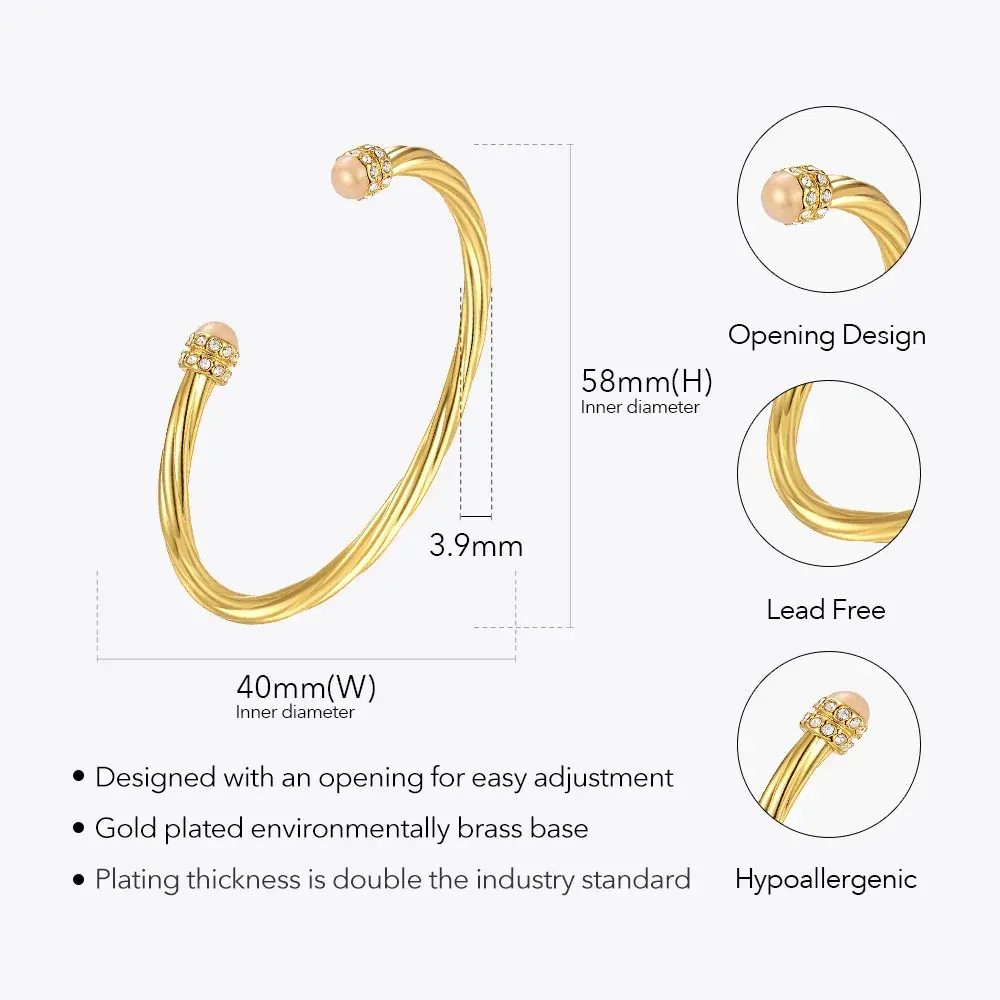 Opening Design
58mm(H)
Inner diameter
3.9mm
Lead Free
40mm(W)
Inner diameter
• Designed with an opening for easy adjustment
• Gold plated environmentally brass base
• Plating thickness is double the industry standard
Hypoallergenic